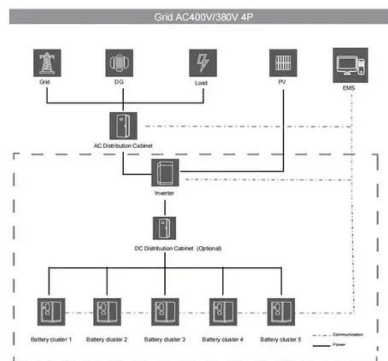 Grid AC400V/380V 4P
Grid
DG
Load
PV
EMS
AC Distribution Cabinet
Inverter
DC Distribution Cabinet (Optional)
Battery cluster 1
Battery cluster 2
Battery cluster 3
Battery cluster 4
Battery cluster 5
Communication
Power